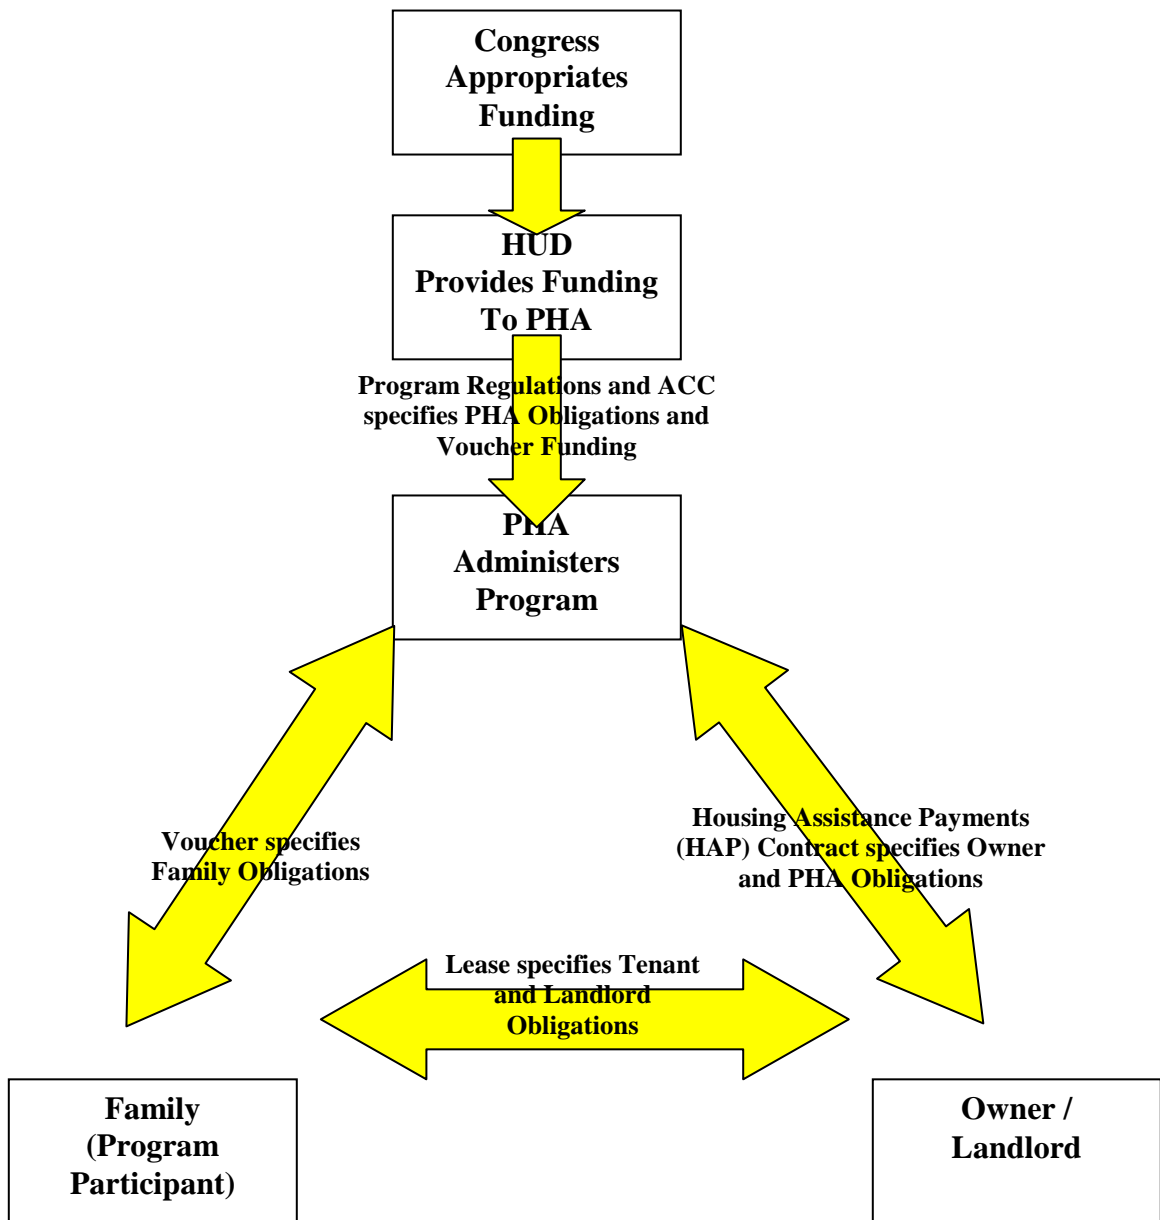 Congress
Appropriates
Funding
HUD
Provides Funding
To PHA
Program Regulations and ACC
specifies PHA Obligations and
Voucher Funding
PHA
Administers
Program
Voucher specifies
Family Obligations
Housing Assistance Payments
(HAP) Contract specifies Owner
and PHA Obligations
Lease specifies Tenant
and Landlord
Obligations
Family
(Program
Participant)
Owner /
Landlord